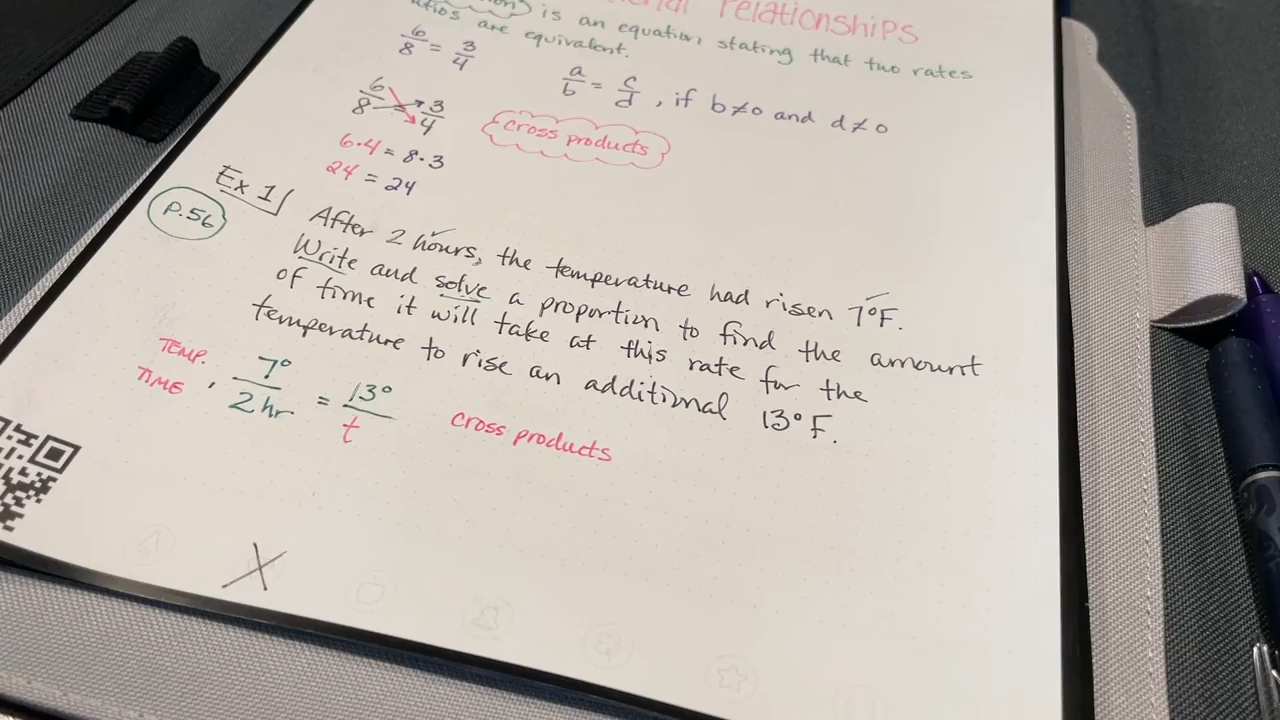 relationships
is an equation stating that two rates
are equivalent.
6/8 = 3/4
a/b = c/d , if b≠0 and d≠0
6/8 = 3/4
cross products
6·4 = 8·3
24 = 24
Ex 1
P.56
After 2 hours, the temperature had risen 7°F.
Write and solve a proportion to find the amount
of time it will take at this rate for the
temperature to rise an additional 13°F.
TEMP.
TIME
7°/2 hr = 13°/t
cross products
X